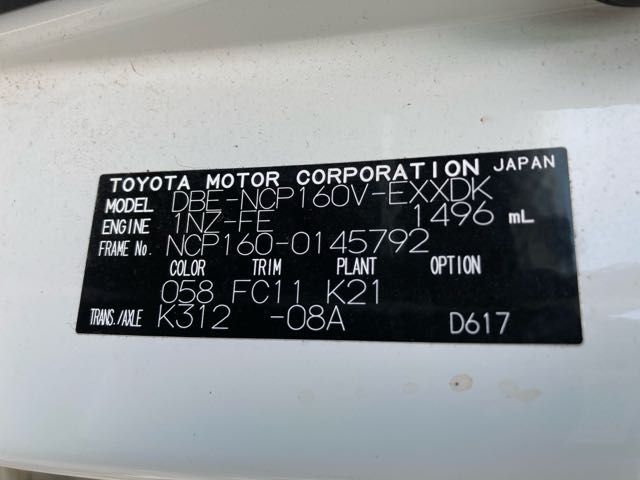 TOYOTA MOTOR CORPORATION JAPAN
MODEL DBE-NCP160V-EXXDK
ENGINE 1NZ-FE 1496 mL
FRAME No. NCP160-0145792
COLOR TRIM PLANT OPTION
058 FC11 K21
TRANS./AXLE K312 -08A D617